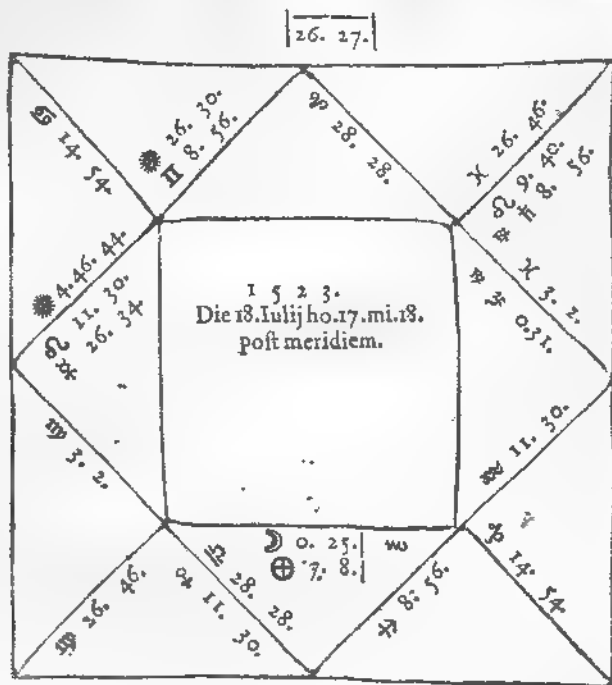 26. 27.
♋ 14. 54.
26. 30.
♊ 8. 56.
28. 28.
♓ 26. 46.
♌ 9. 40.
♄ 8. 56.
4. 46. 44.
♌ 11. 30.
26. 34.
1 5 2 3.
Die 18. Iulij ho. 17. mi. 18.
poſt meridiem.
♓ 3. 2.
0. 31.
♍ 3. 2.
♒ 11. 30.
♍ 26. 46.
♎ 28. 28.
11. 30.
☽ 0. 25. ♏
⊕ 7. 8.
♐ 8: 56.
♑ 14. 54.